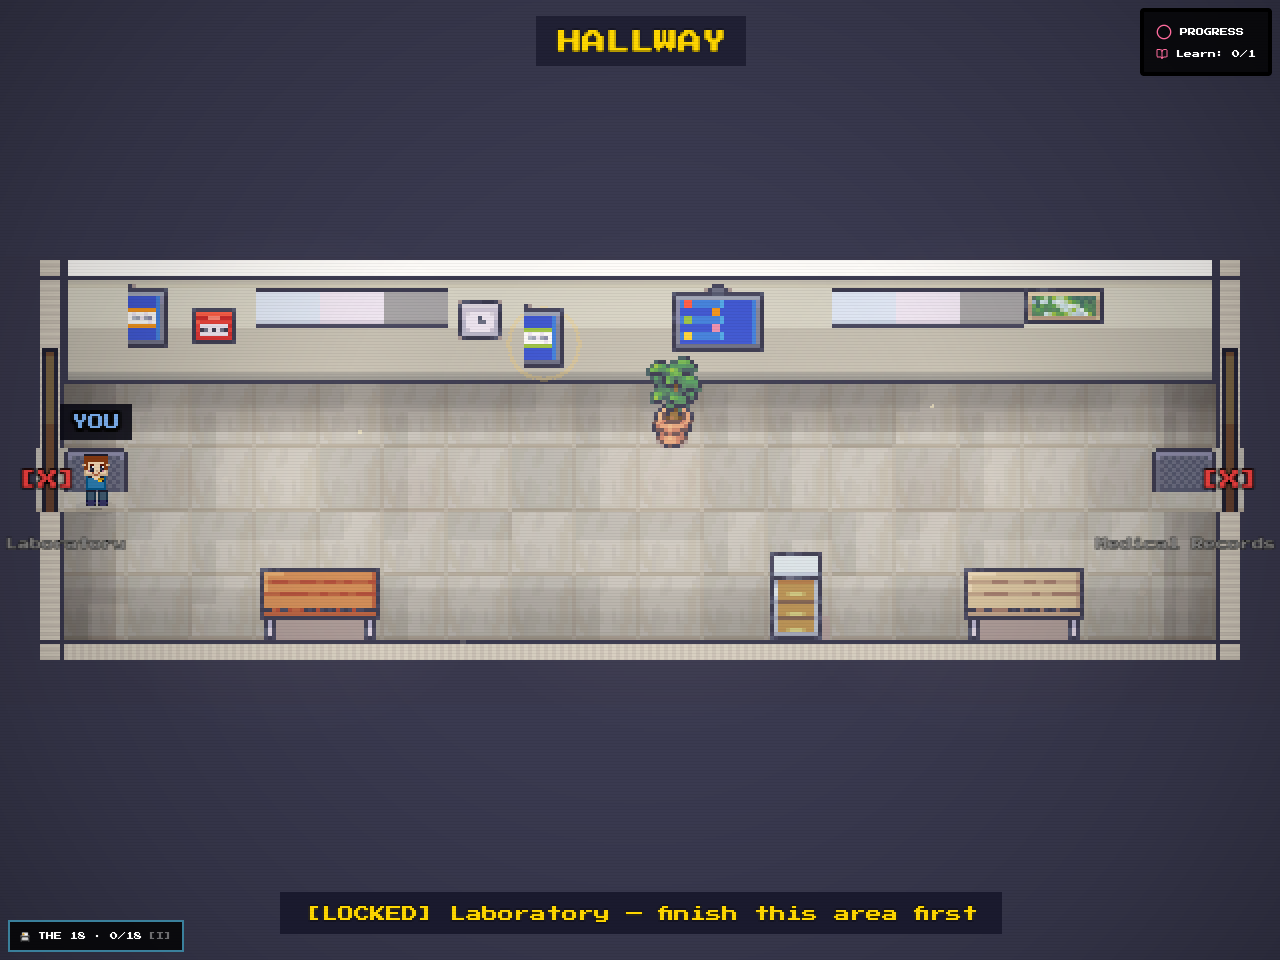 HALLWAY
PROGRESS
Learn: 0/1
YOU
[X]
[X]
Laboratory
Medical Records
[LOCKED] Laboratory — finish this area first
THE 18 · 0/18 [I]